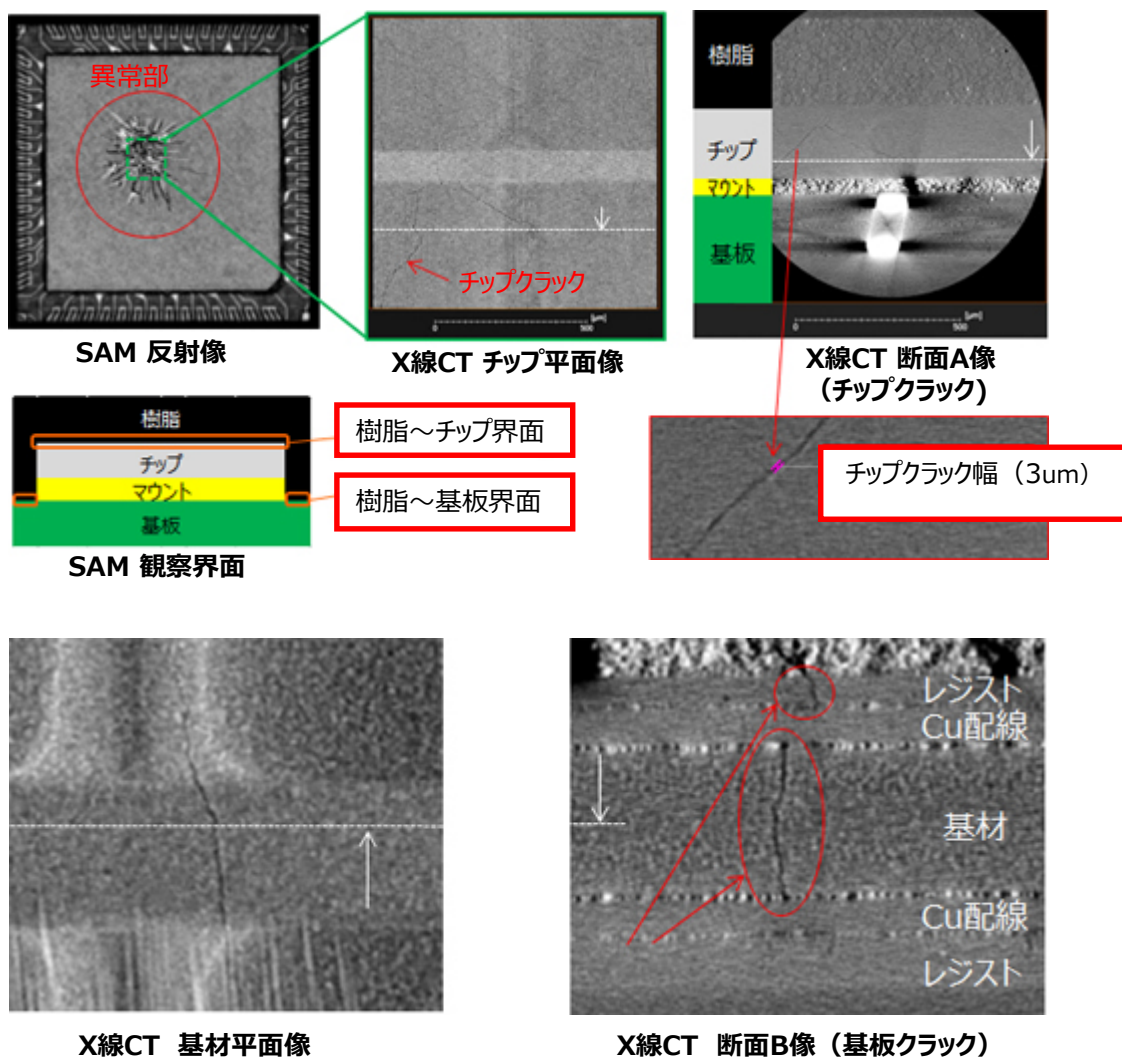 異常部
チップクラック
樹脂
チップ
マウント
基板
0
500
[μm]
0
500
[μm]
SAM 反射像
X線CT チップ平面像
X線CT 断面A像
（チップクラック)
樹脂
チップ
マウント
基板
樹脂～チップ界面
樹脂～基板界面
SAM 観察界面
チップクラック幅（3um）
レジスト
Cu配線
基材
Cu配線
レジスト
X線CT 基材平面像
X線CT 断面B像（基板クラック）